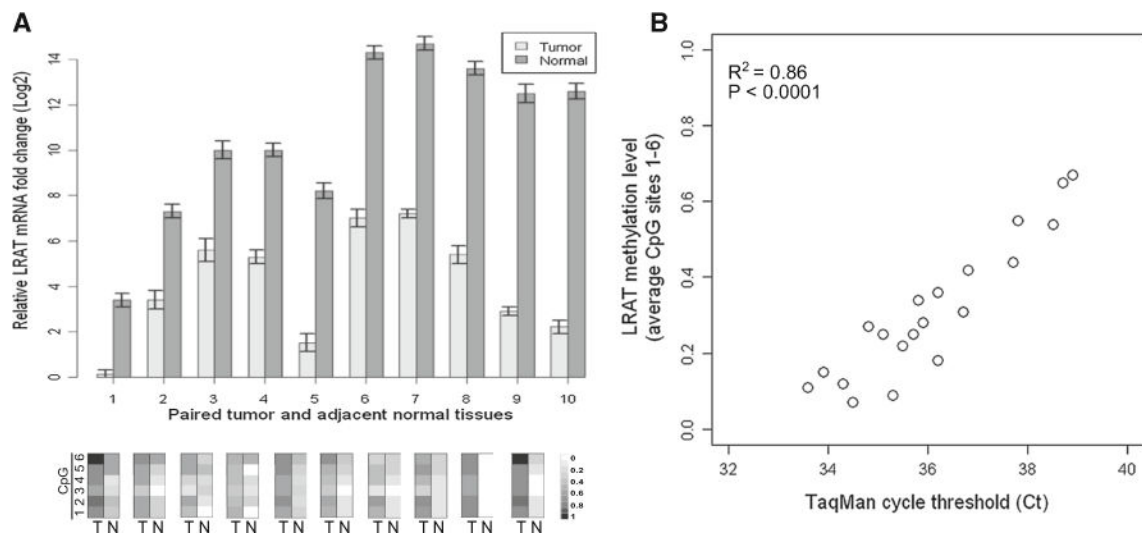 A
Relative LRAT mRNA fold change (Log2)
14
12
10
8
6
4
2
0
Tumor
Normal
1 2 3 4 5 6 7 8 9 10
Paired tumor and adjacent normal tissues
CpG
6
5
4
3
2
1
T N T N T N T N T N T N T N T N T N T N
0
0.2
0.4
0.6
0.8
1
B
R² = 0.86
P < 0.0001
LRAT methylation level
(average CpG sites 1-6)
1.0
0.8
0.6
0.4
0.2
0.0
32 34 36 38 40
TaqMan cycle threshold (Ct)